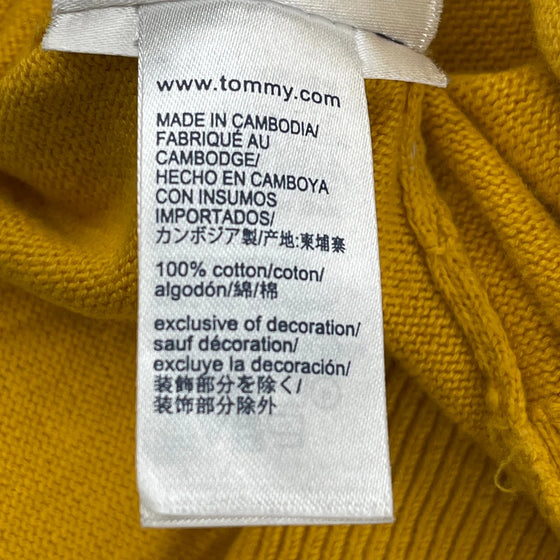 www.tommy.com
MADE IN CAMBODIA/
FABRIQUÉ AU
CAMBODGE/
HECHO EN CAMBOYA
CON INSUMOS
IMPORTADOS/
カンボジア製/产地:柬埔寨
100% cotton/coton/
algodón/綿/棉
exclusive of decoration/
sauf décoration/
excluye la decoración/
装飾部分を除く/
装饰部分除外